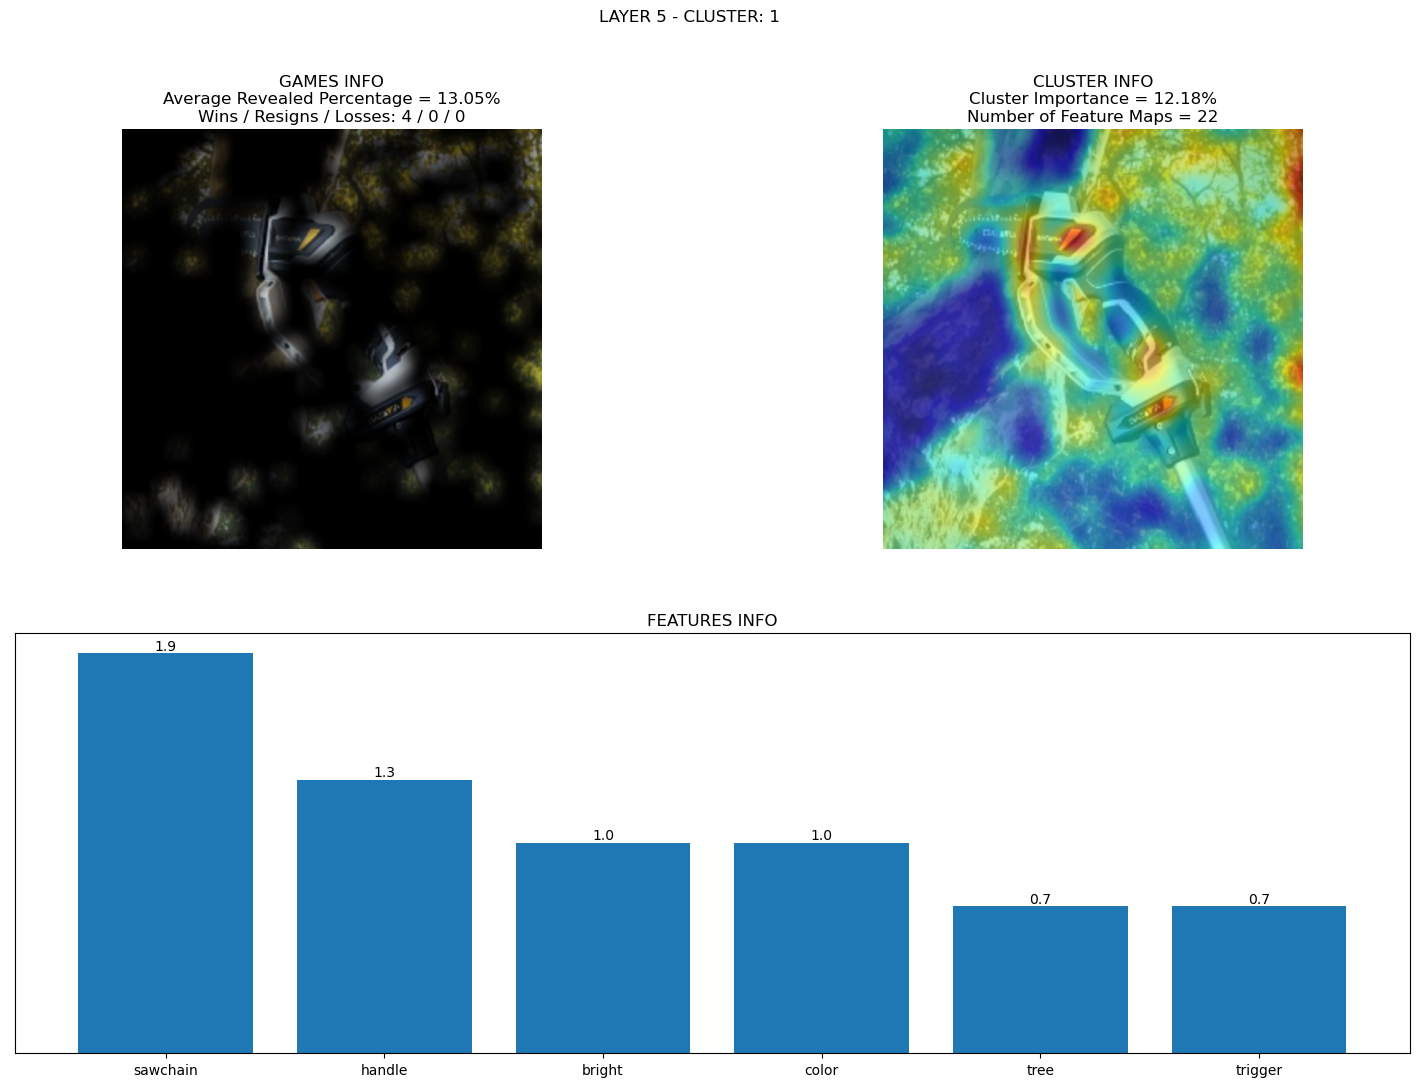 LAYER 5 - CLUSTER: 1
GAMES INFO
Average Revealed Percentage = 13.05%
Wins / Resigns / Losses: 4 / 0 / 0
CLUSTER INFO
Cluster Importance = 12.18%
Number of Feature Maps = 22
FEATURES INFO
1.9
1.3
1.0
1.0
0.7
0.7
sawchain
handle
bright
color
tree
trigger